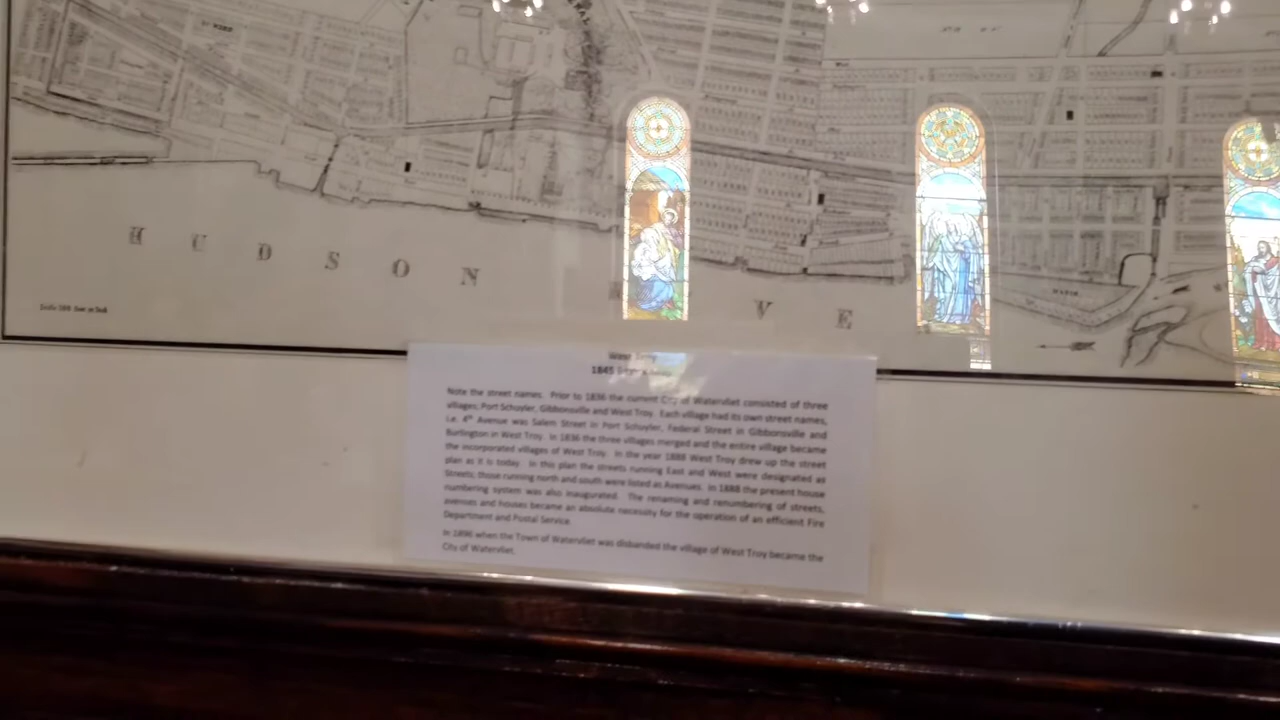 HUDSON
VE
West Troy
1845
Note the street names. Prior to 1836 the current City of Watervliet consisted of three
villages; Port Schuyler, Gibbonsville and West Troy. Each village had its own street names,
i.e. 4th Avenue was Salem Street in Port Schuyler, Federal Street in Gibbonsville and
Burlington in West Troy. In 1836 the three villages merged and the entire village became
the incorporated villages of West Troy. In the year 1888 West Troy drew up the street
plan as it is today. In this plan the streets running East and West were designated as
Streets; those running north and south were listed as Avenues. In 1888 the present house
numbering system was also inaugurated. The renaming and renumbering of streets,
avenues and houses became an absolute necessity for the operation of an efficient Fire
Department and Postal Service.
In 1896 when the Town of Watervliet was disbanded the village of West Troy became the
City of Watervliet.